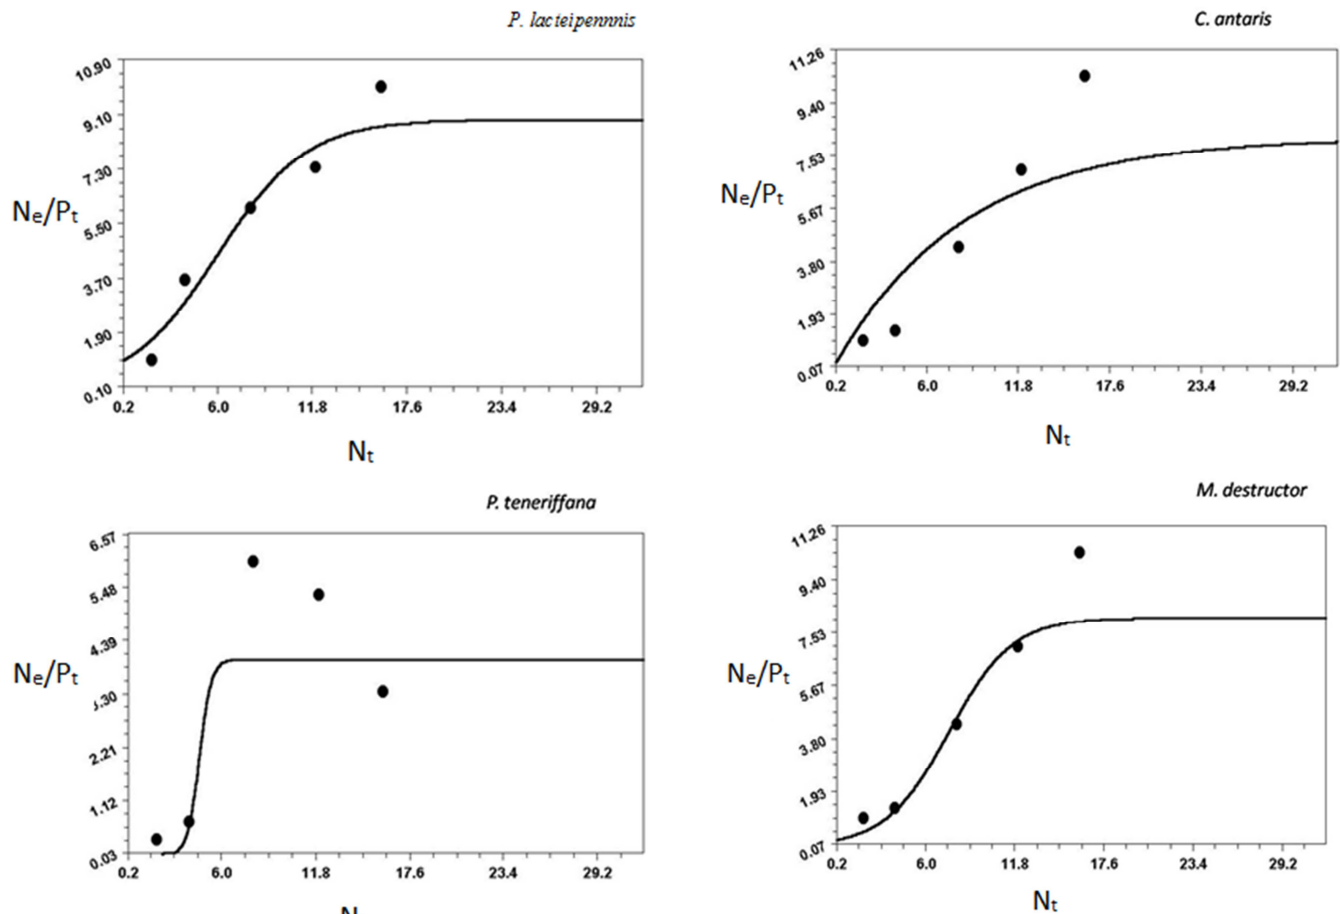 P. lacteipennnis
10.90
9.10
7.30
5.50
3.70
1.90
0.10
Ne/Pt
0.2 6.0 11.8 17.6 23.4 29.2
Nt
C. antaris
11.26
9.40
7.53
5.67
3.80
1.93
0.07
Ne/Pt
0.2 6.0 11.8 17.6 23.4 29.2
Nt
P. teneriffana
6.57
5.48
4.39
3.30
2.21
1.12
0.03
Ne/Pt
0.2 6.0 11.8 17.6 23.4 29.2
M. destructor
11.26
9.40
7.53
5.67
3.80
1.93
0.07
Ne/Pt
0.2 6.0 11.8 17.6 23.4 29.2
Nt